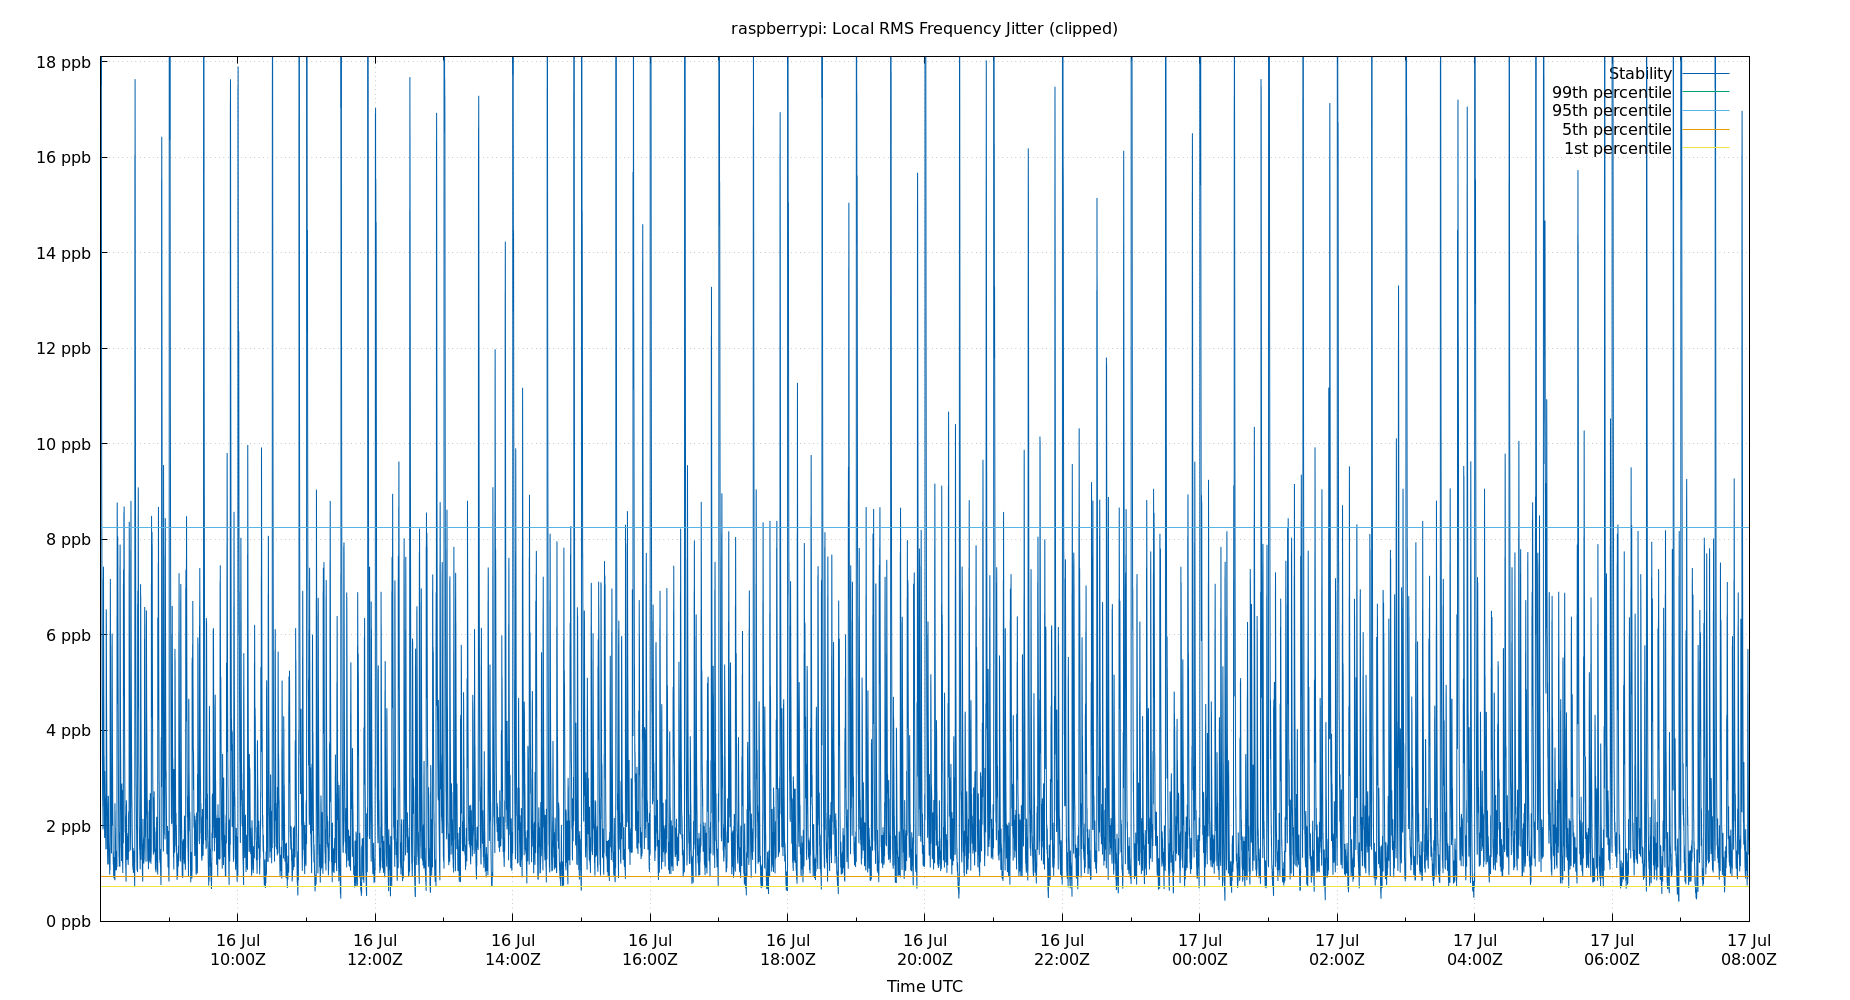 raspberrypi: Local RMS Frequency Jitter (clipped)
18 ppb
16 ppb
14 ppb
12 ppb
10 ppb
8 ppb
6 ppb
4 ppb
2 ppb
0 ppb
Stability
99th percentile
95th percentile
5th percentile
1st percentile
16 Jul
10:00Z
16 Jul
12:00Z
16 Jul
14:00Z
16 Jul
16:00Z
16 Jul
18:00Z
16 Jul
20:00Z
16 Jul
22:00Z
17 Jul
00:00Z
17 Jul
02:00Z
17 Jul
04:00Z
17 Jul
06:00Z
17 Jul
08:00Z
Time UTC